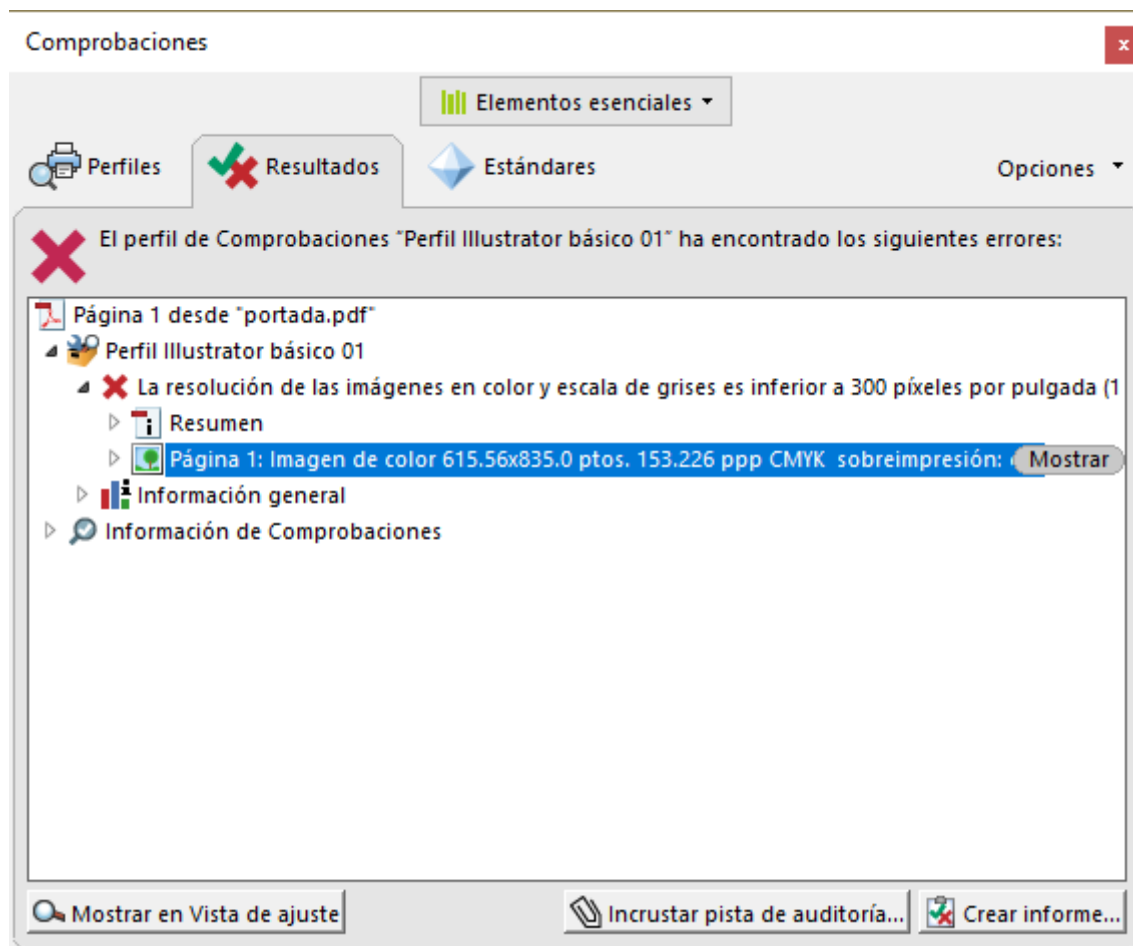 Comprobaciones
x
Elementos esenciales
Perfiles
Resultados
Estándares
Opciones
El perfil de Comprobaciones "Perfil Illustrator básico 01" ha encontrado los siguientes errores:
Página 1 desde "portada.pdf"
Perfil Illustrator básico 01
La resolución de las imágenes en color y escala de grises es inferior a 300 píxeles por pulgada (1
Resumen
Página 1: Imagen de color 615.56x835.0 ptos. 153.226 ppp CMYK sobreimpresión:
Mostrar
Información general
Información de Comprobaciones
Mostrar en Vista de ajuste
Incrustar pista de auditoría...
Crear informe...